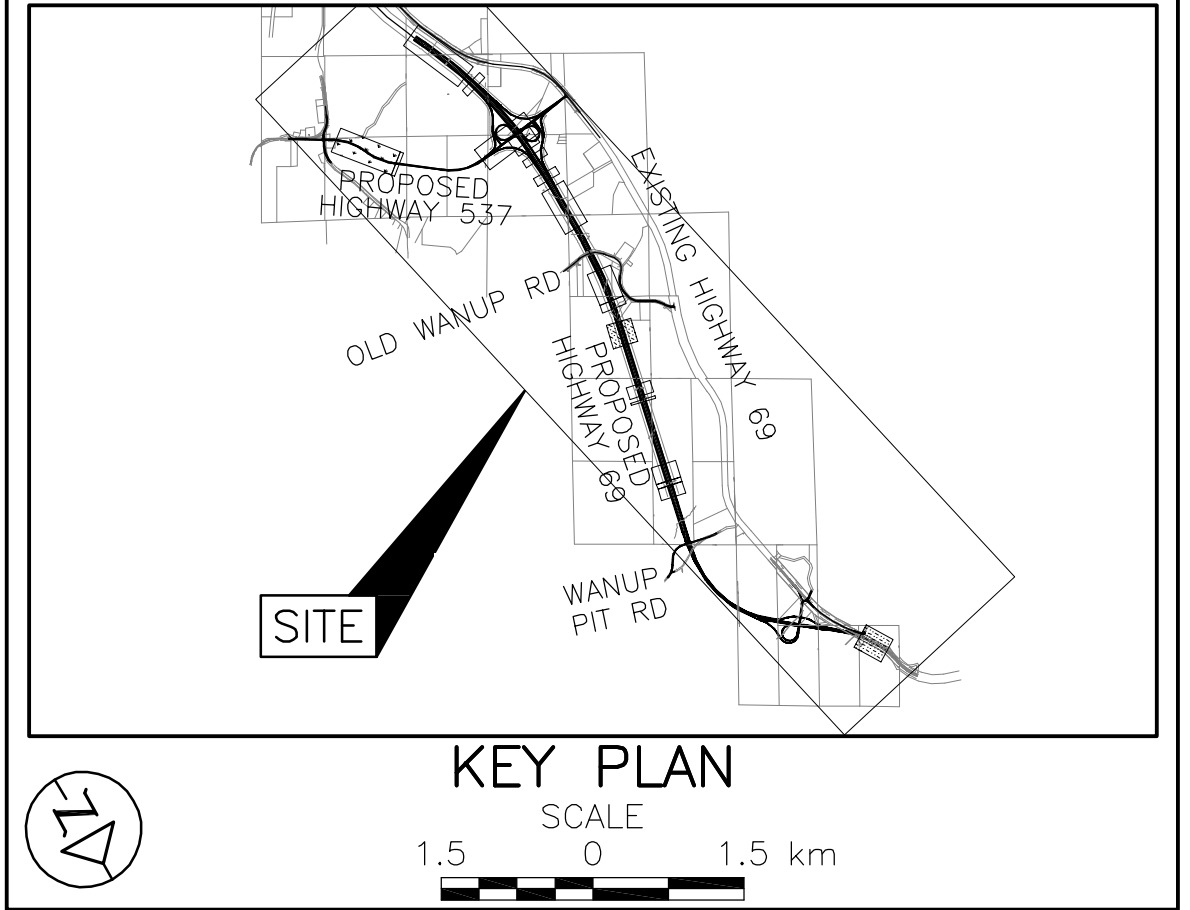 PROPOSED
HIGHWAY 537
EXISTING HIGHWAY 69
OLD WANUP RD
PROPOSED
HIGHWAY 69
WANUP
PIT RD
SITE
KEY PLAN
SCALE
1.5 0 1.5 km
N